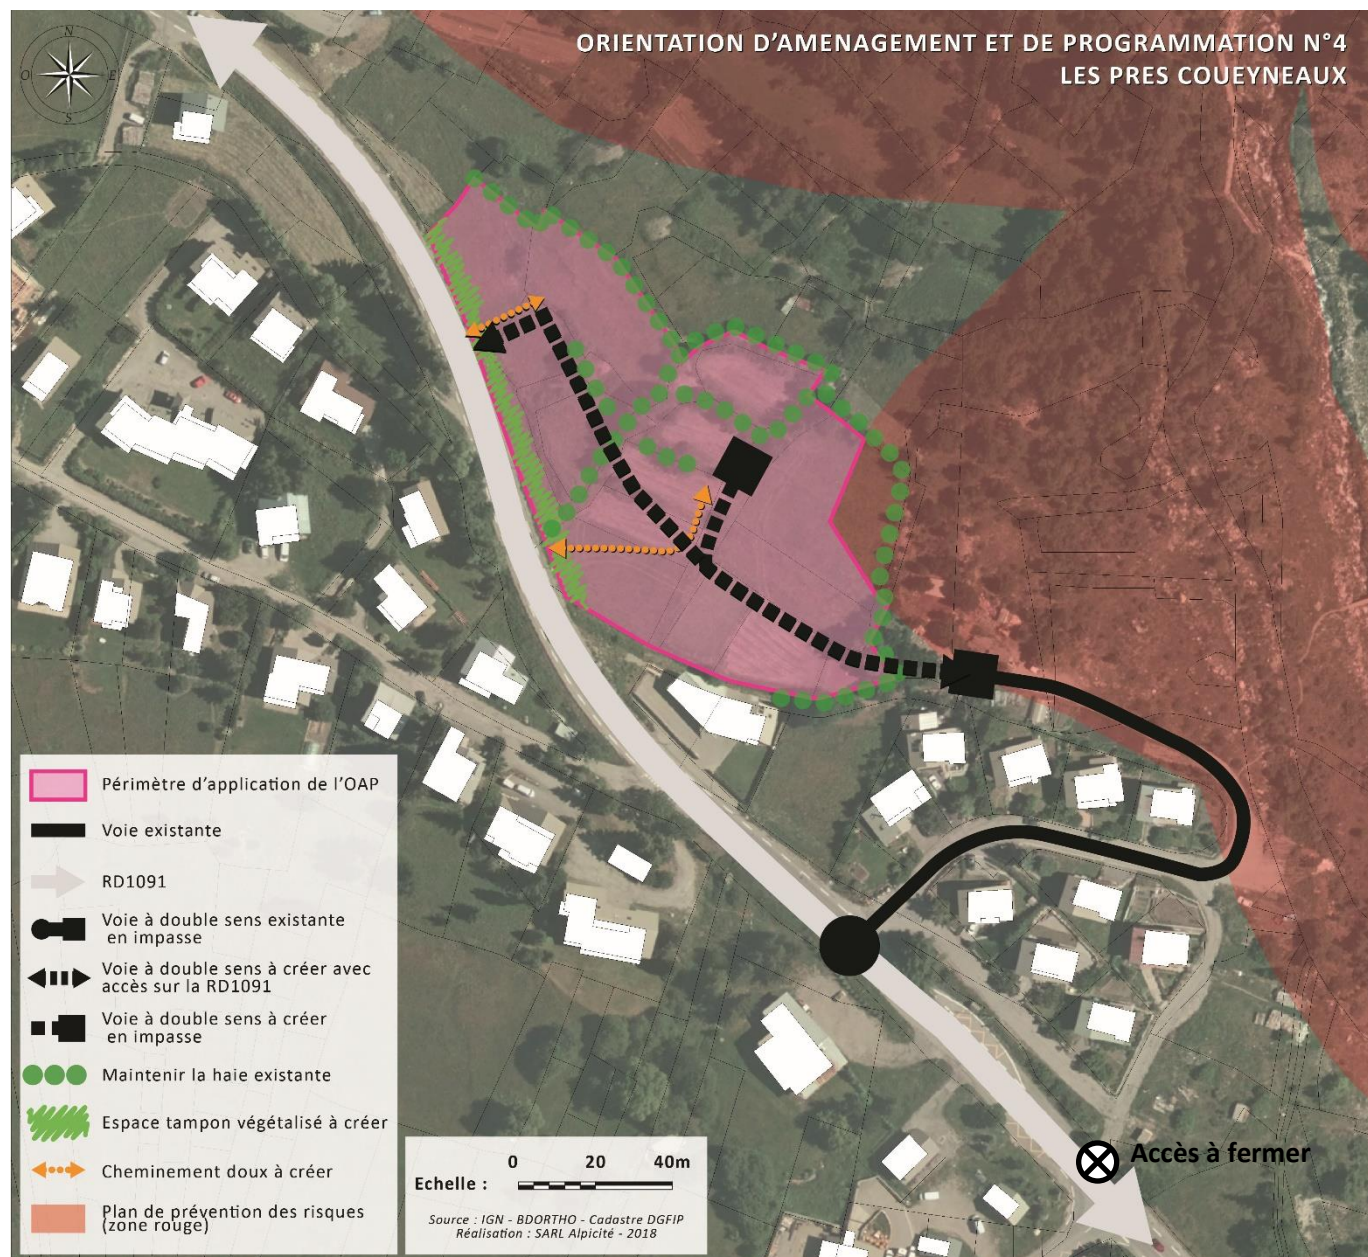 ORIENTATION D'AMENAGEMENT ET DE PROGRAMMATION N°4
LES PRES COUEYNEAUX
N
O
E
S
Périmètre d'application de l'OAP
Voie existante
RD1091
Voie à double sens existante
en impasse
Voie à double sens à créer avec
accès sur la RD1091
Voie à double sens à créer
en impasse
Maintenir la haie existante
Espace tampon végétalisé à créer
Cheminement doux à créer
Plan de prévention des risques
(zone rouge)
0 20 40m
Echelle :
Source : IGN - BDORTHO - Cadastre DGFIP
Réalisation : SARL Alpicité - 2018
Accès à fermer